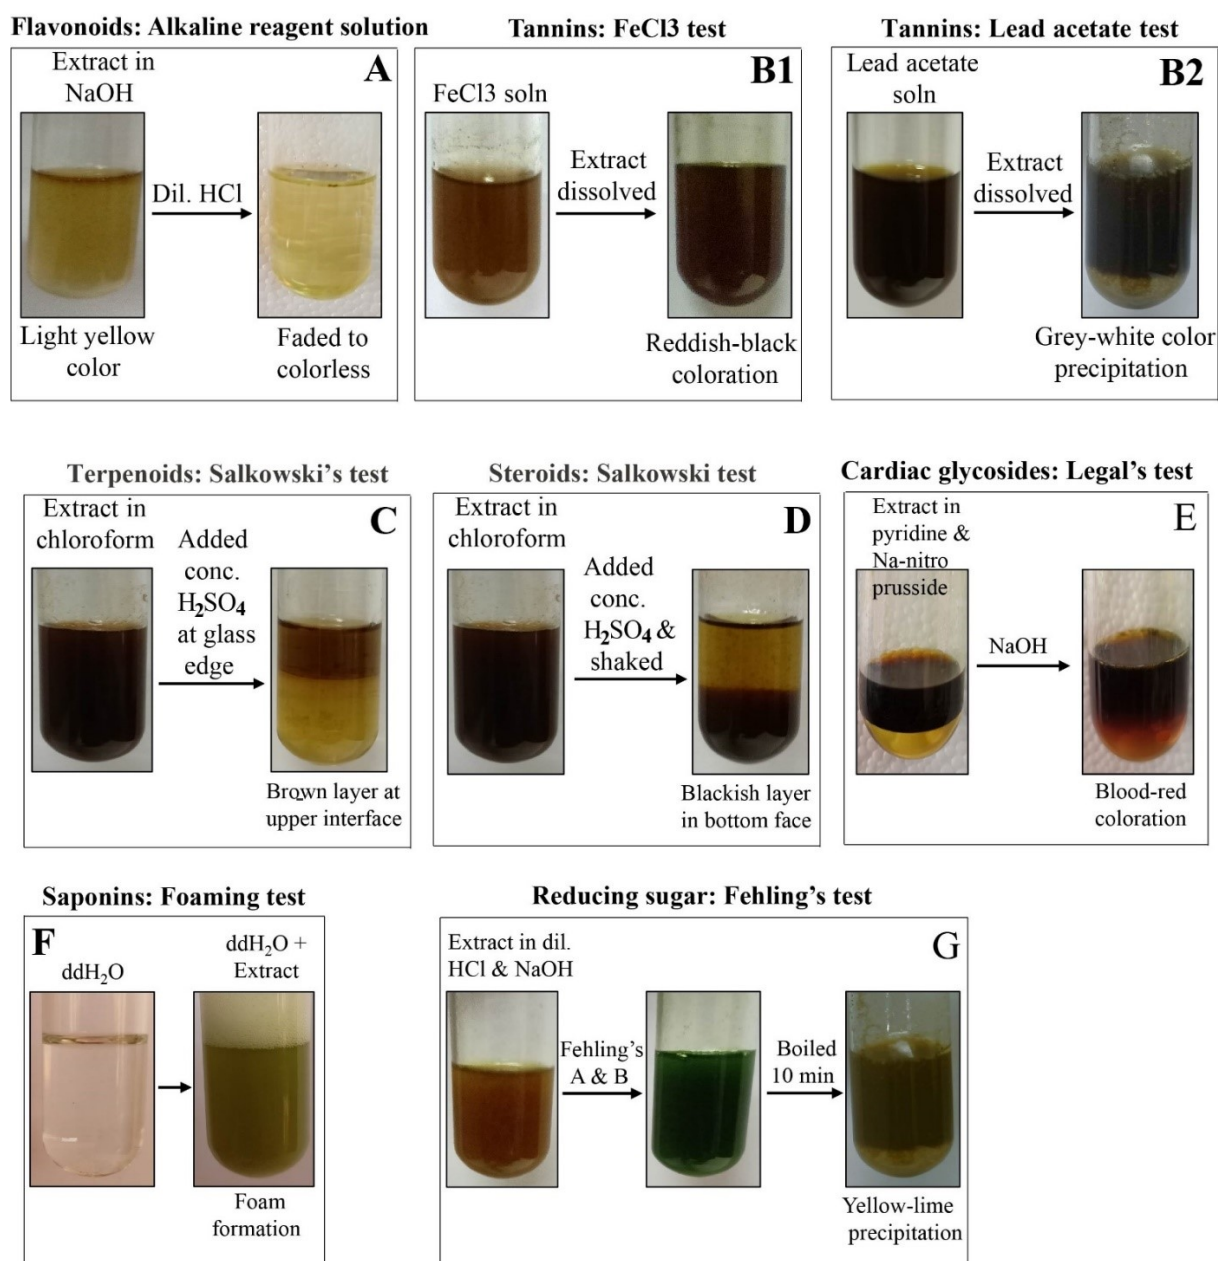 Flavonoids: Alkaline reagent solution
A
Extract in
NaOH
Dil. HCl
Light yellow
color
Faded to
colorless
Tannins: FeCl3 test
B1
FeCl3 soln
Extract
dissolved
Reddish-black
coloration
Tannins: Lead acetate test
B2
Lead acetate
soln
Extract
dissolved
Grey-white color
precipitation
Terpenoids: Salkowski’s test
C
Extract in
chloroform
Added
conc.
H₂SO₄
at glass
edge
Brown layer at
upper interface
Steroids: Salkowski test
D
Extract in
chloroform
Added
conc.
H₂SO₄ &
shaked
Blackish layer
in bottom face
Cardiac glycosides: Legal’s test
E
Extract in
pyridine &
Na-nitro
prusside
NaOH
Blood-red
coloration
Saponins: Foaming test
F
ddH₂O
ddH₂O +
Extract
Foam
formation
Reducing sugar: Fehling’s test
G
Extract in dil.
HCl & NaOH
Fehling’s
A & B
Boiled
10 min
Yellow-lime
precipitation